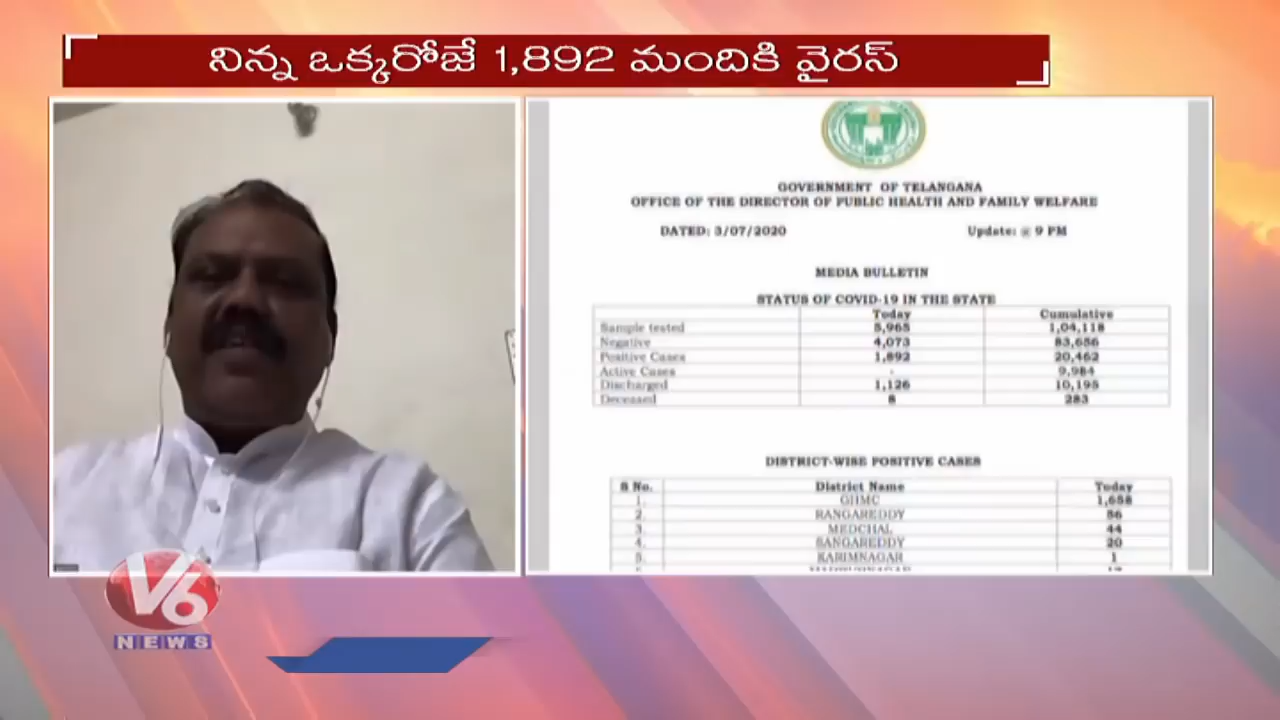 నిన్న ఒక్కరోజే 1,892 మందికి వైరస్
GOVERNMENT OF TELANGANA
OFFICE OF THE DIRECTOR OF PUBLIC HEALTH AND FAMILY WELFARE
DATED: 3/07/2020 Update: @ 9 PM
MEDIA BULLETIN
STATUS OF COVID-19 IN THE STATE
Today Cumulative
Sample tested 5,965 1,04,118
Negative 4,073 83,656
Positive Cases 1,892 20,462
Active Cases - 9,984
Discharged 1,126 10,195
Deceased 8 283
DISTRICT-WISE POSITIVE CASES
S No. District Name Today
1. GHMC 1,658
2. RANGAREDDY 56
3. MEDCHAL 44
4. SANGAREDDY 20
5. KARIMNAGAR 1
V6
NEWS